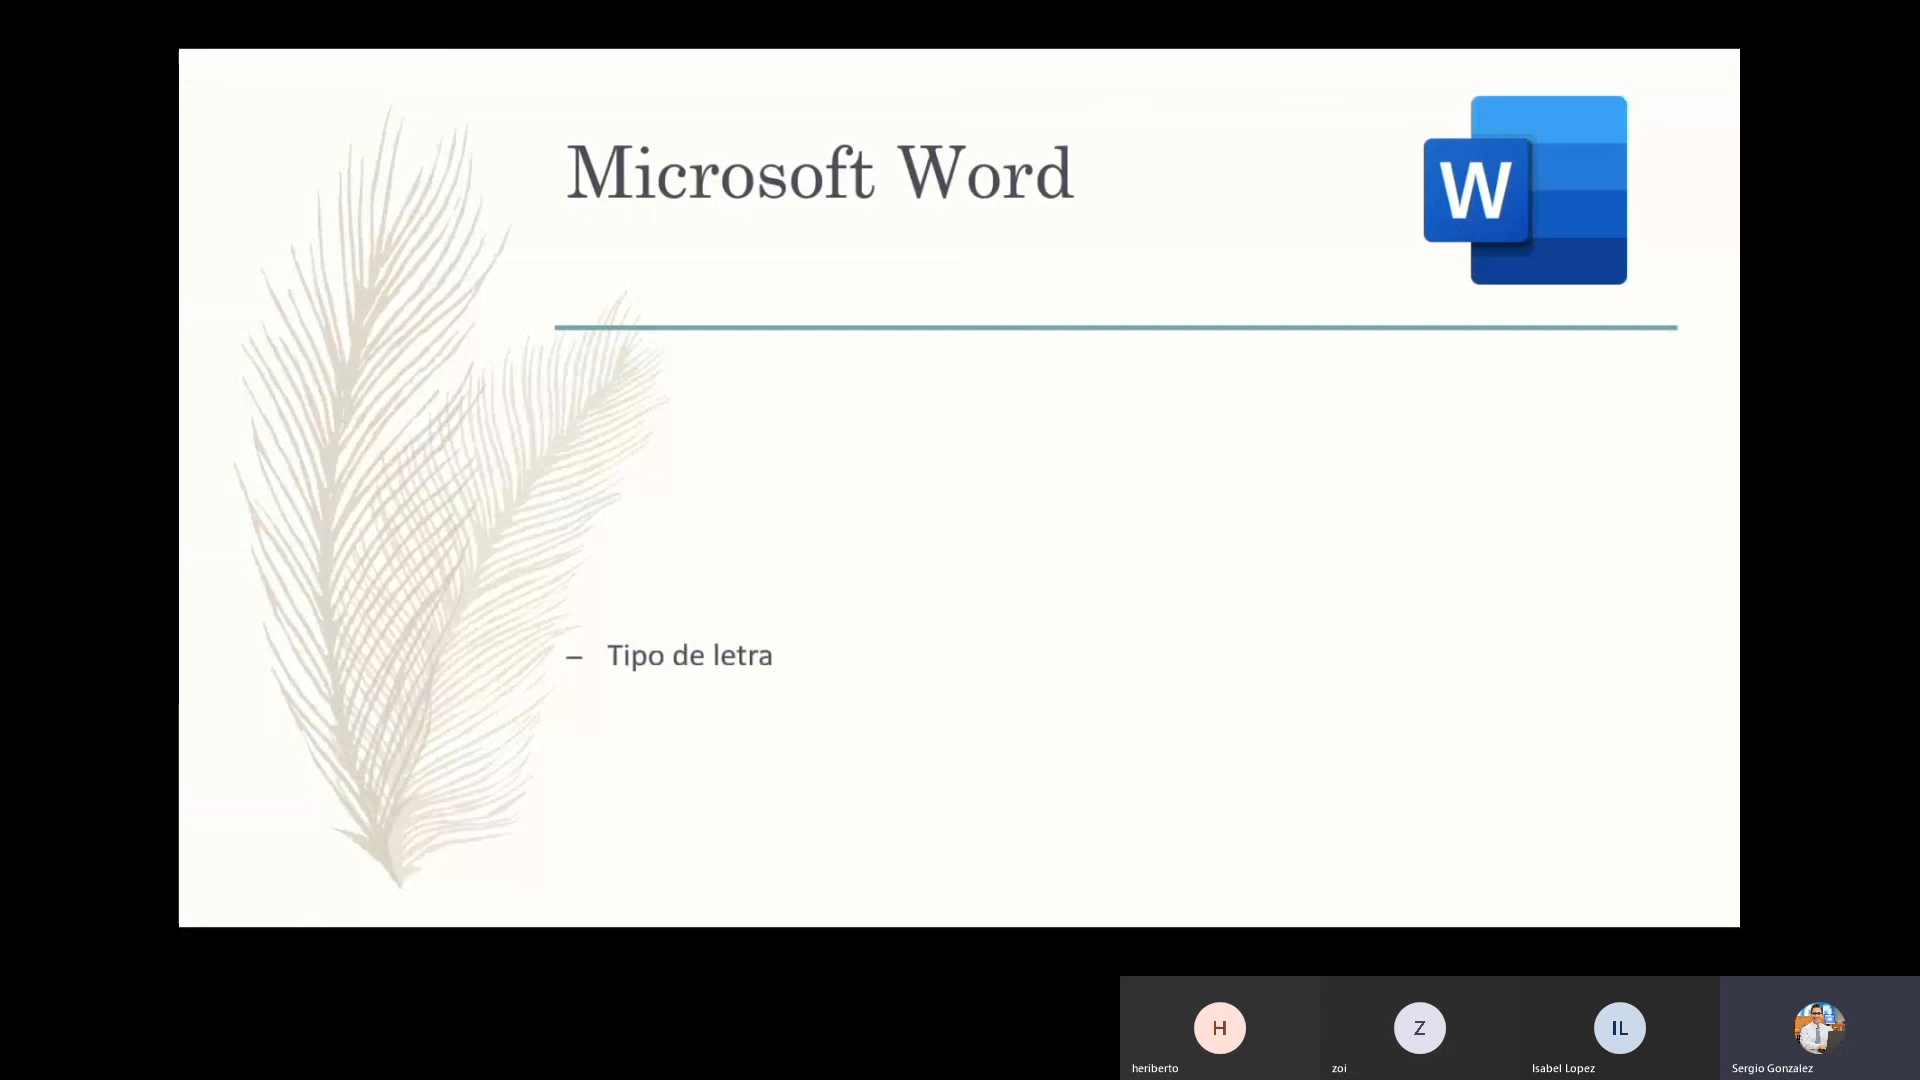 Microsoft Word
W
– Tipo de letra
H
Z
IL
heriberto
zoi
Isabel Lopez
Sergio Gonzalez